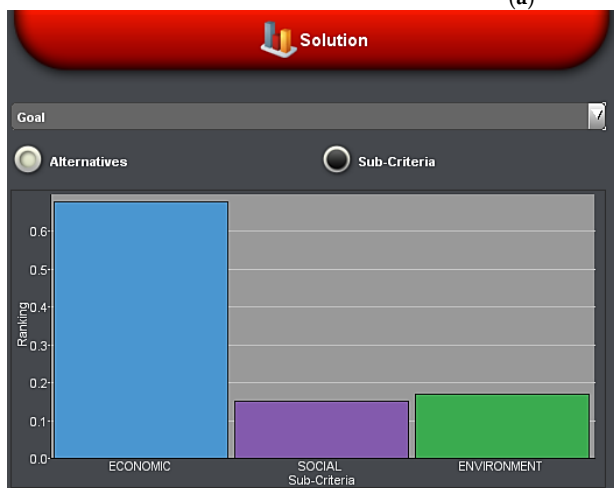 (a)
Solution
Goal
Alternatives Sub-Criteria
Ranking
0.6
0.5
0.4
0.3
0.2
0.1
0.0
ECONOMIC SOCIAL ENVIRONMENT
Sub-Criteria